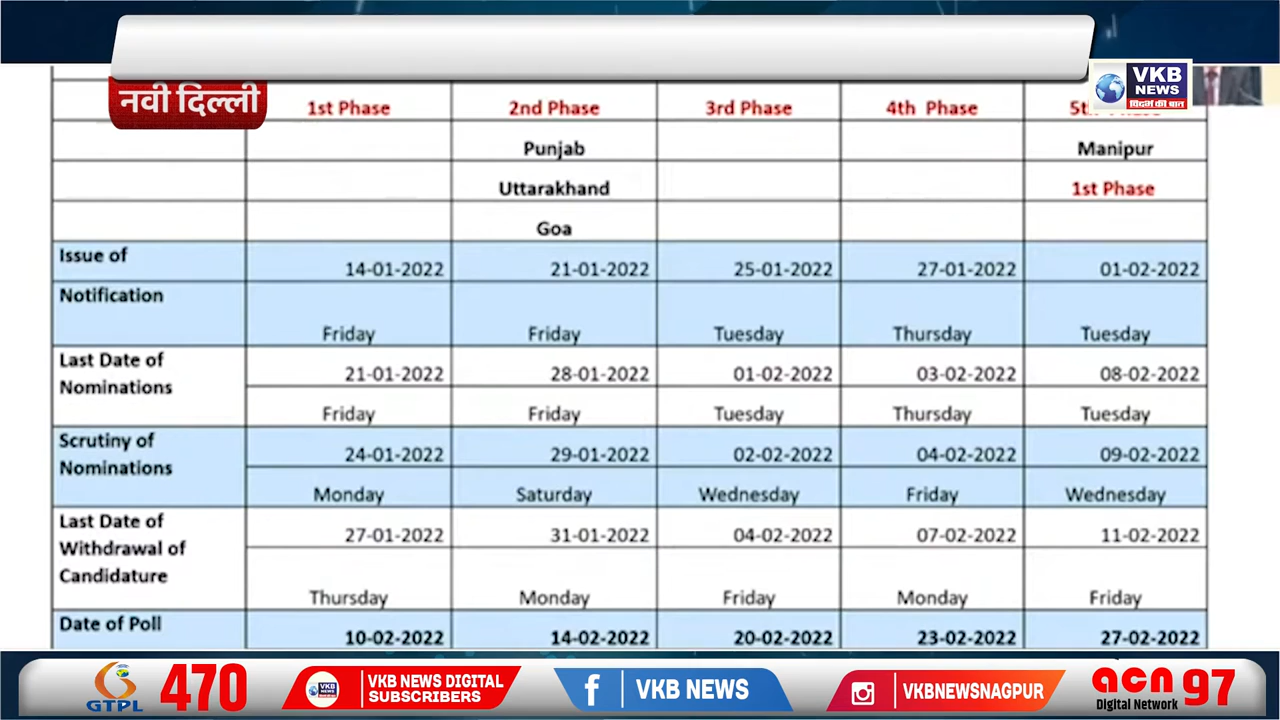 नवी दिल्ली
VKB
NEWS
विदर्भ की बात
1st Phase 2nd Phase 3rd Phase 4th Phase 5th Phase
Punjab Manipur
Uttarakhand 1st Phase
Goa
Issue of 14-01-2022 21-01-2022 25-01-2022 27-01-2022 01-02-2022
Notification
Friday Friday Tuesday Thursday Tuesday
Last Date of
Nominations 21-01-2022 28-01-2022 01-02-2022 03-02-2022 08-02-2022
Friday Friday Tuesday Thursday Tuesday
Scrutiny of
Nominations 24-01-2022 29-01-2022 02-02-2022 04-02-2022 09-02-2022
Monday Saturday Wednesday Friday Wednesday
Last Date of
Withdrawal of 27-01-2022 31-01-2022 04-02-2022 07-02-2022 11-02-2022
Candidature
Thursday Monday Friday Monday Friday
Date of Poll 10-02-2022 14-02-2022 20-02-2022 23-02-2022 27-02-2022
GTPL 470
VKB NEWS
VKB NEWS DIGITAL
SUBSCRIBERS
f VKB NEWS
VKBNEWSNAGPUR
acn 97
Digital Network